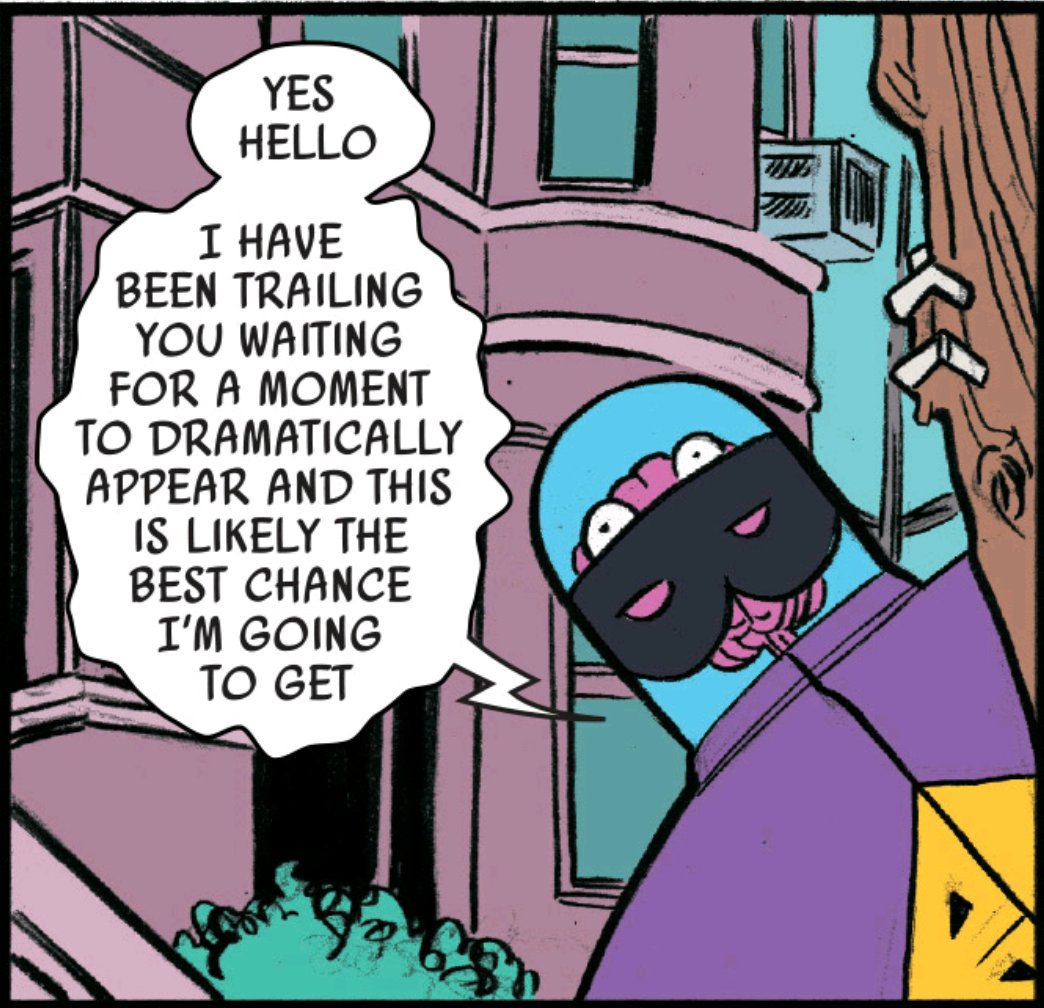 YES
HELLO
I HAVE
BEEN TRAILING
YOU WAITING
FOR A MOMENT
TO DRAMATICALLY
APPEAR AND THIS
IS LIKELY THE
BEST CHANCE
I'M GOING
TO GET